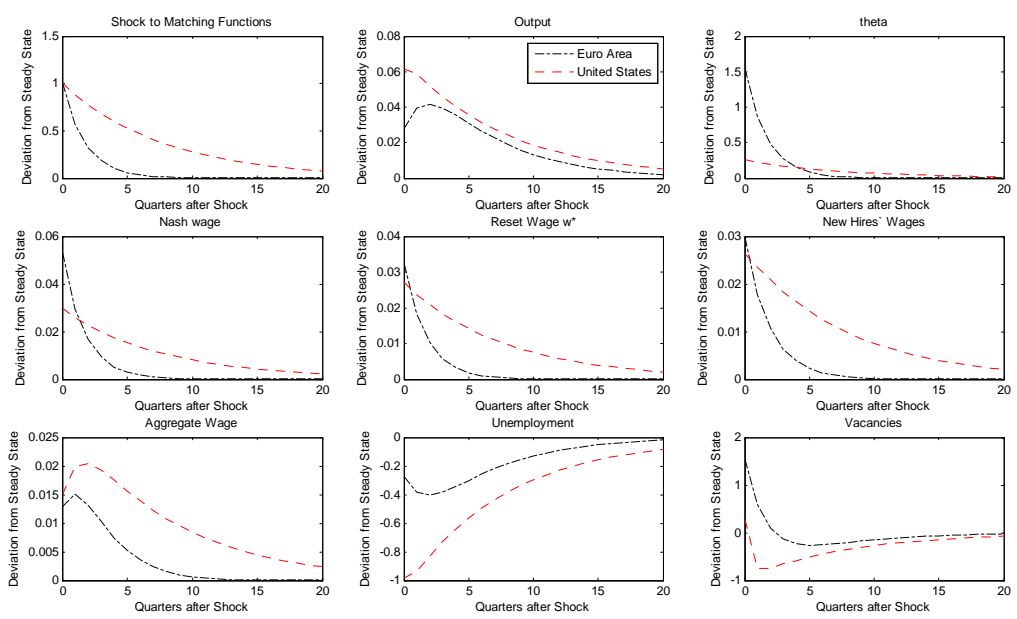 Shock to Matching Functions
Deviation from Steady State
1.5
1
0.5
0
0 5 10 15 20
Quarters after Shock
Output
Deviation from Steady State
0.08
0.06
0.04
0.02
0
Euro Area
United States
0 5 10 15 20
Quarters after Shock
theta
Deviation from Steady State
2
1.5
1
0.5
0
0 5 10 15 20
Quarters after Shock
Nash wage
Deviation from Steady State
0.06
0.04
0.02
0
0 5 10 15 20
Quarters after Shock
Reset Wage w*
Deviation from Steady State
0.04
0.03
0.02
0.01
0
0 5 10 15 20
Quarters after Shock
New Hires` Wages
Deviation from Steady State
0.03
0.02
0.01
0
0 5 10 15 20
Quarters after Shock
Aggregate Wage
Deviation from Steady State
0.025
0.02
0.015
0.01
0.005
0
0 5 10 15 20
Quarters after Shock
Unemployment
Deviation from Steady State
0
-0.2
-0.4
-0.6
-0.8
-1
0 5 10 15 20
Quarters after Shock
Vacancies
Deviation from Steady State
2
1
0
-1
0 5 10 15 20
Quarters after Shock